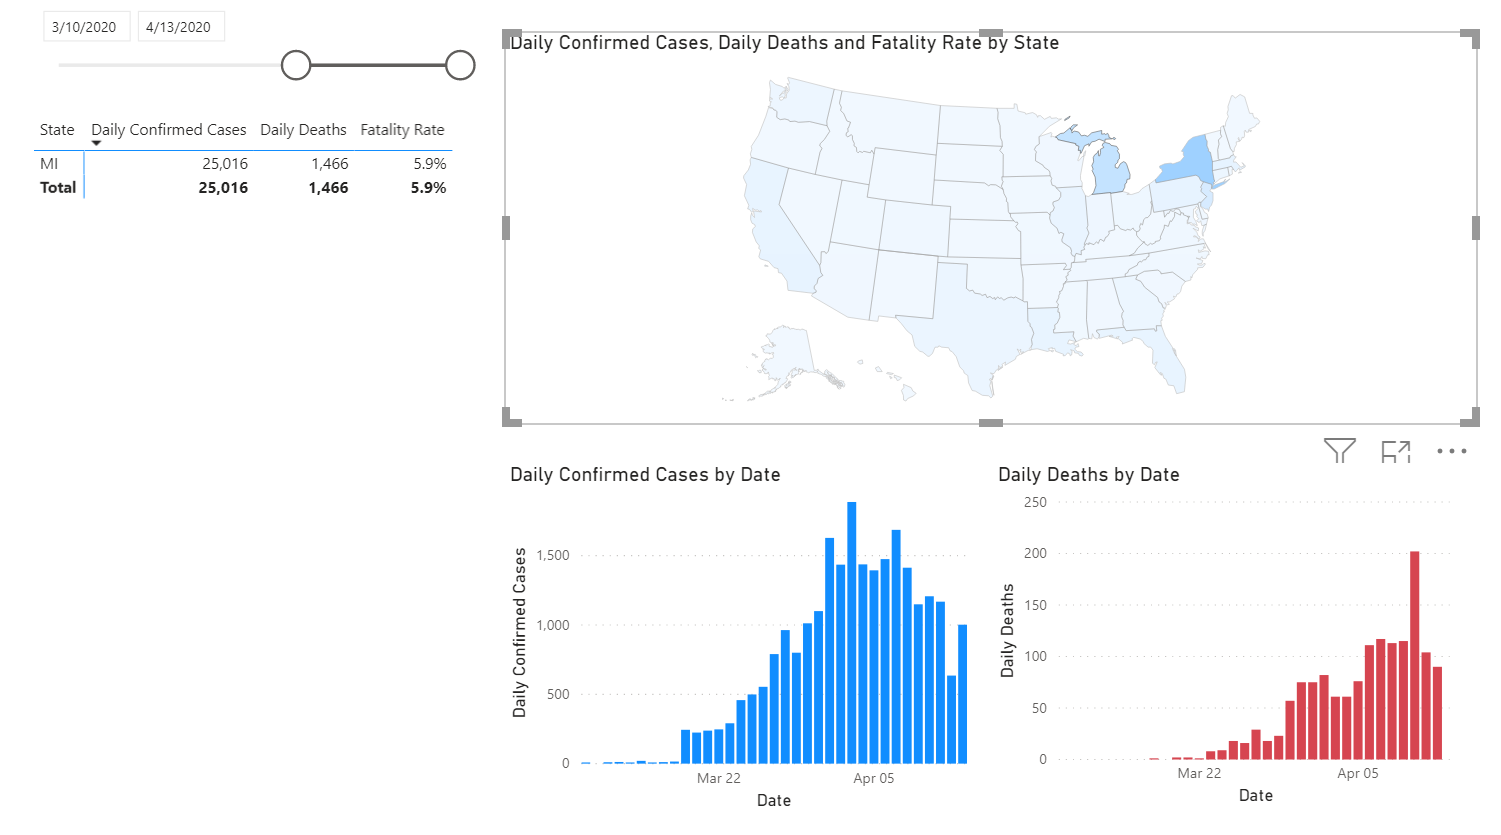 3/10/2020 4/13/2020
State Daily Confirmed Cases Daily Deaths Fatality Rate
MI 25,016 1,466 5.9%
Total 25,016 1,466 5.9%
Daily Confirmed Cases, Daily Deaths and Fatality Rate by State
Daily Confirmed Cases by Date
Daily Confirmed Cases
1,500
1,000
500
0
Mar 22 Apr 05
Date
Daily Deaths by Date
Daily Deaths
250
200
150
100
50
0
Mar 22 Apr 05
Date